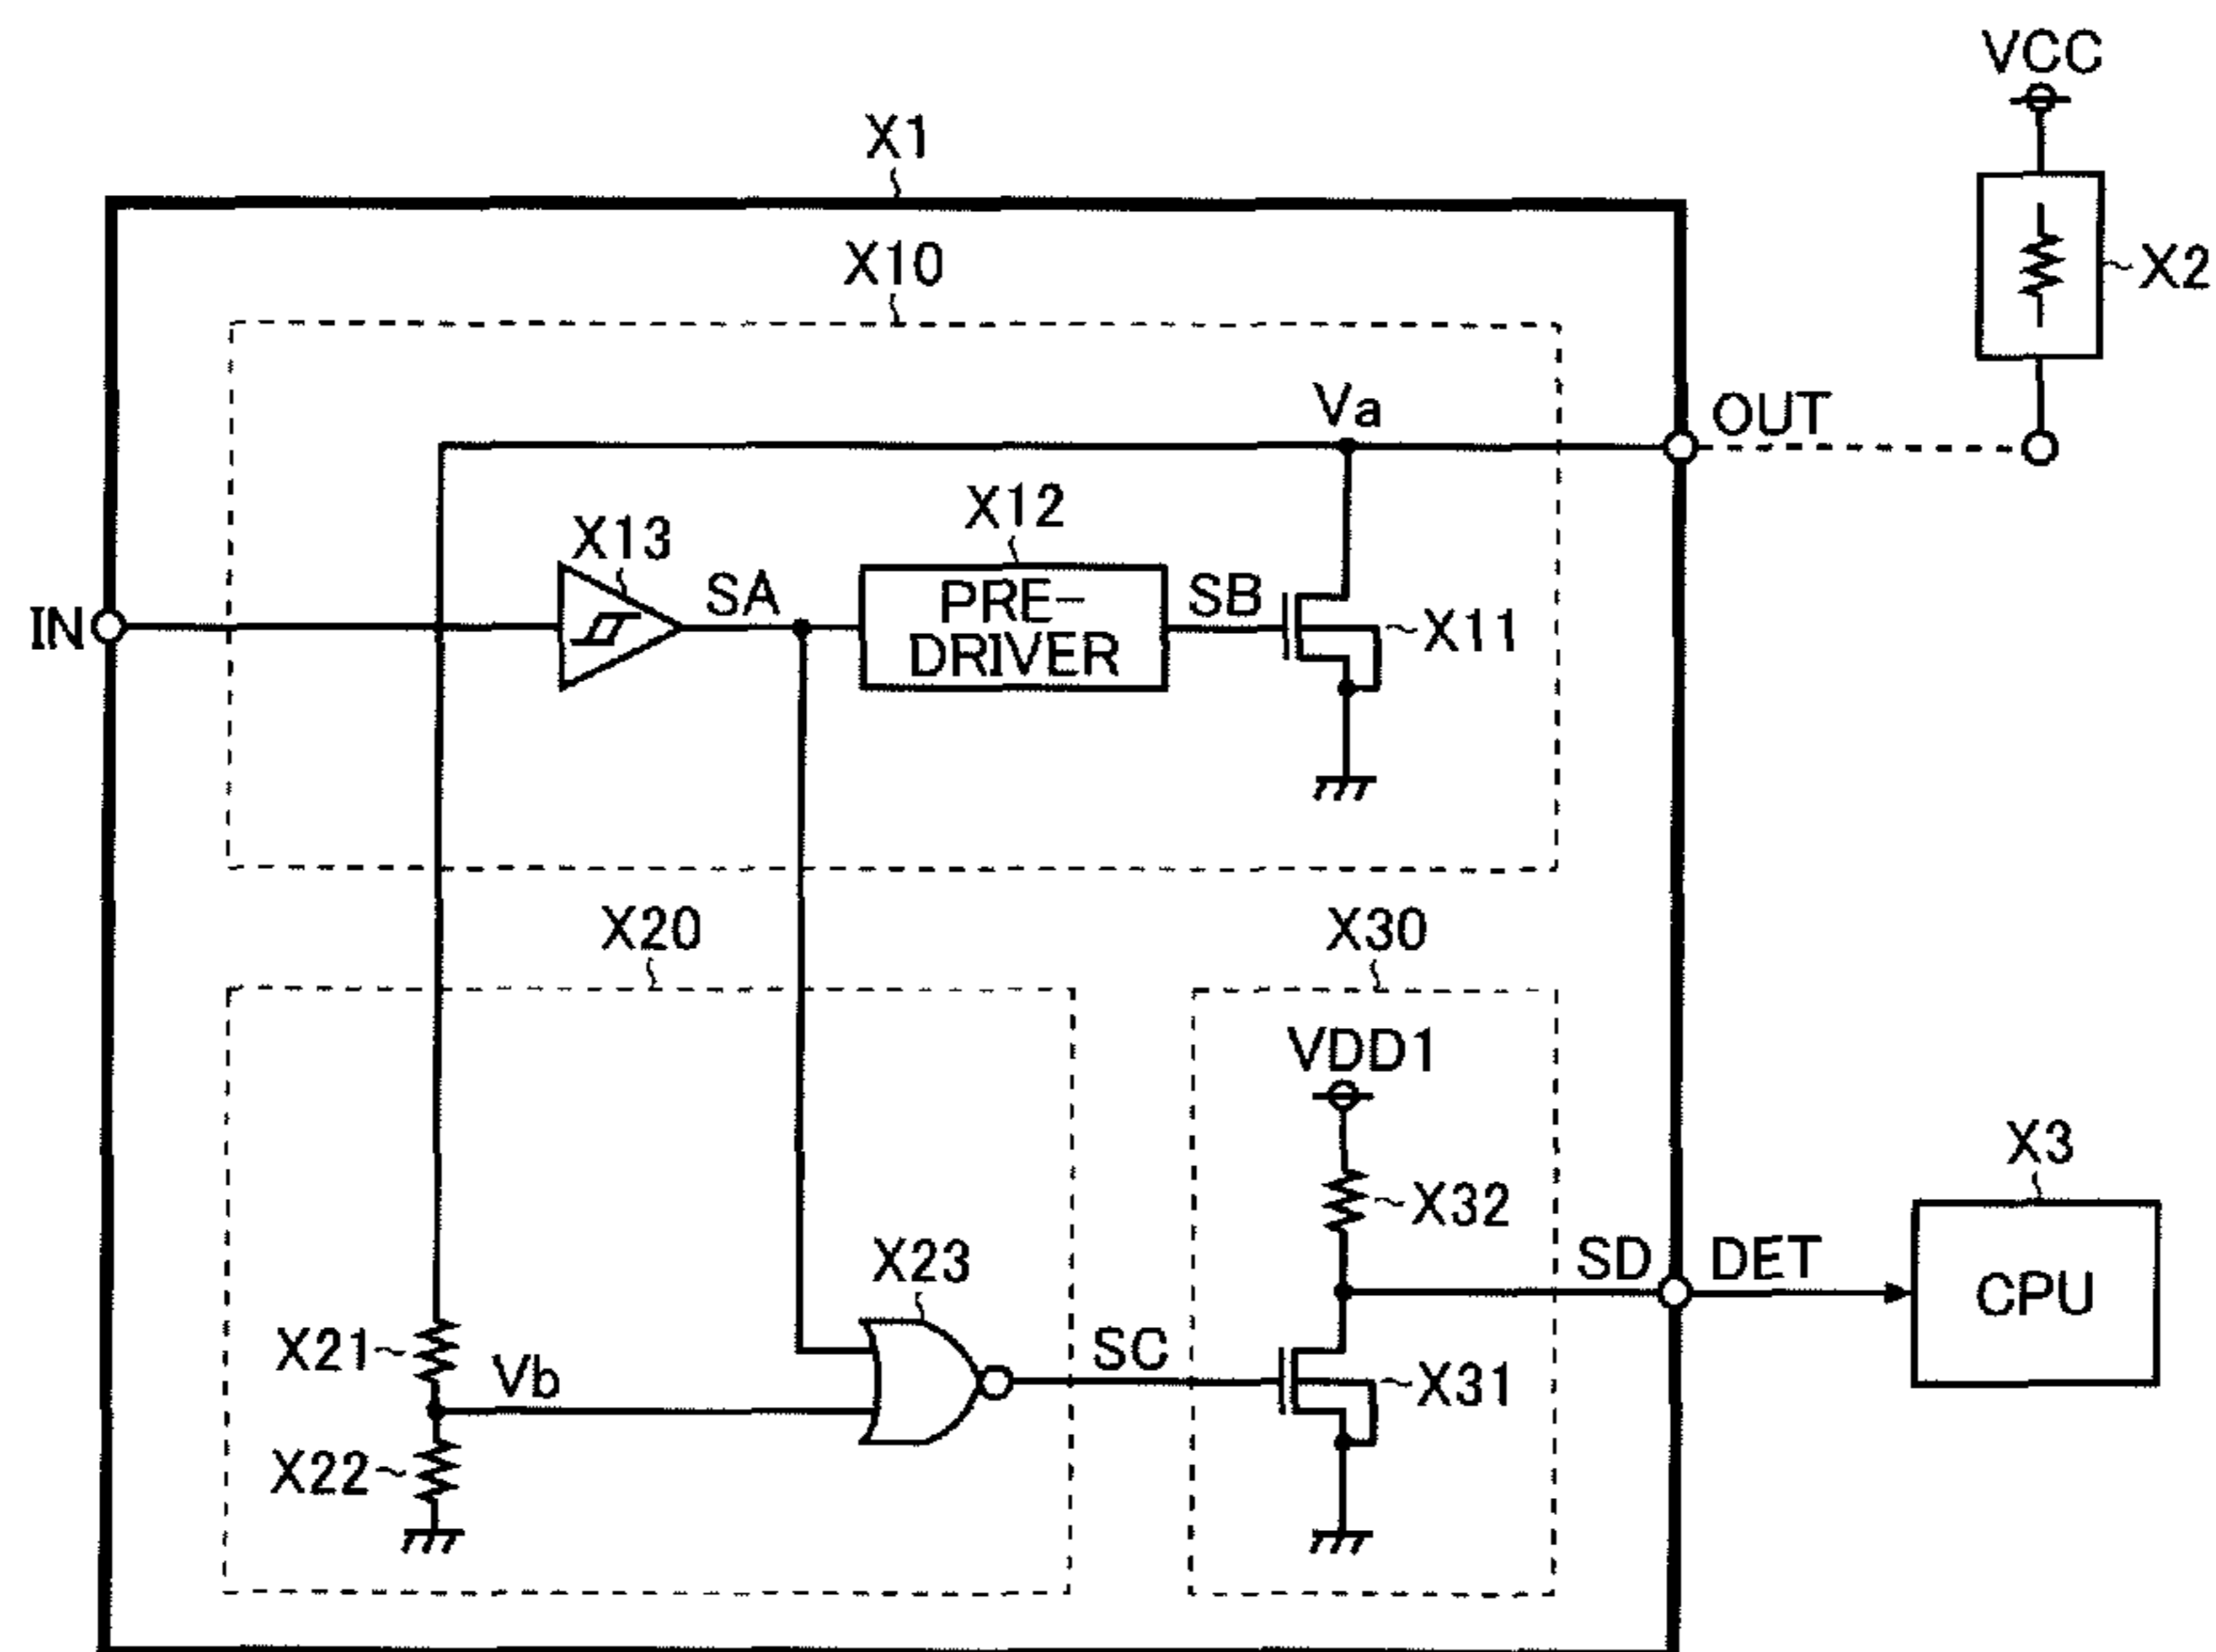 VCC
X1
X2
X10
Va
OUT
X12
X13
SA
PRE-
DRIVER
SB
X11
IN
X20
X30
VDD1
X3
X32
X23
SD
DET
CPU
X21
Vb
SC
X31
X22